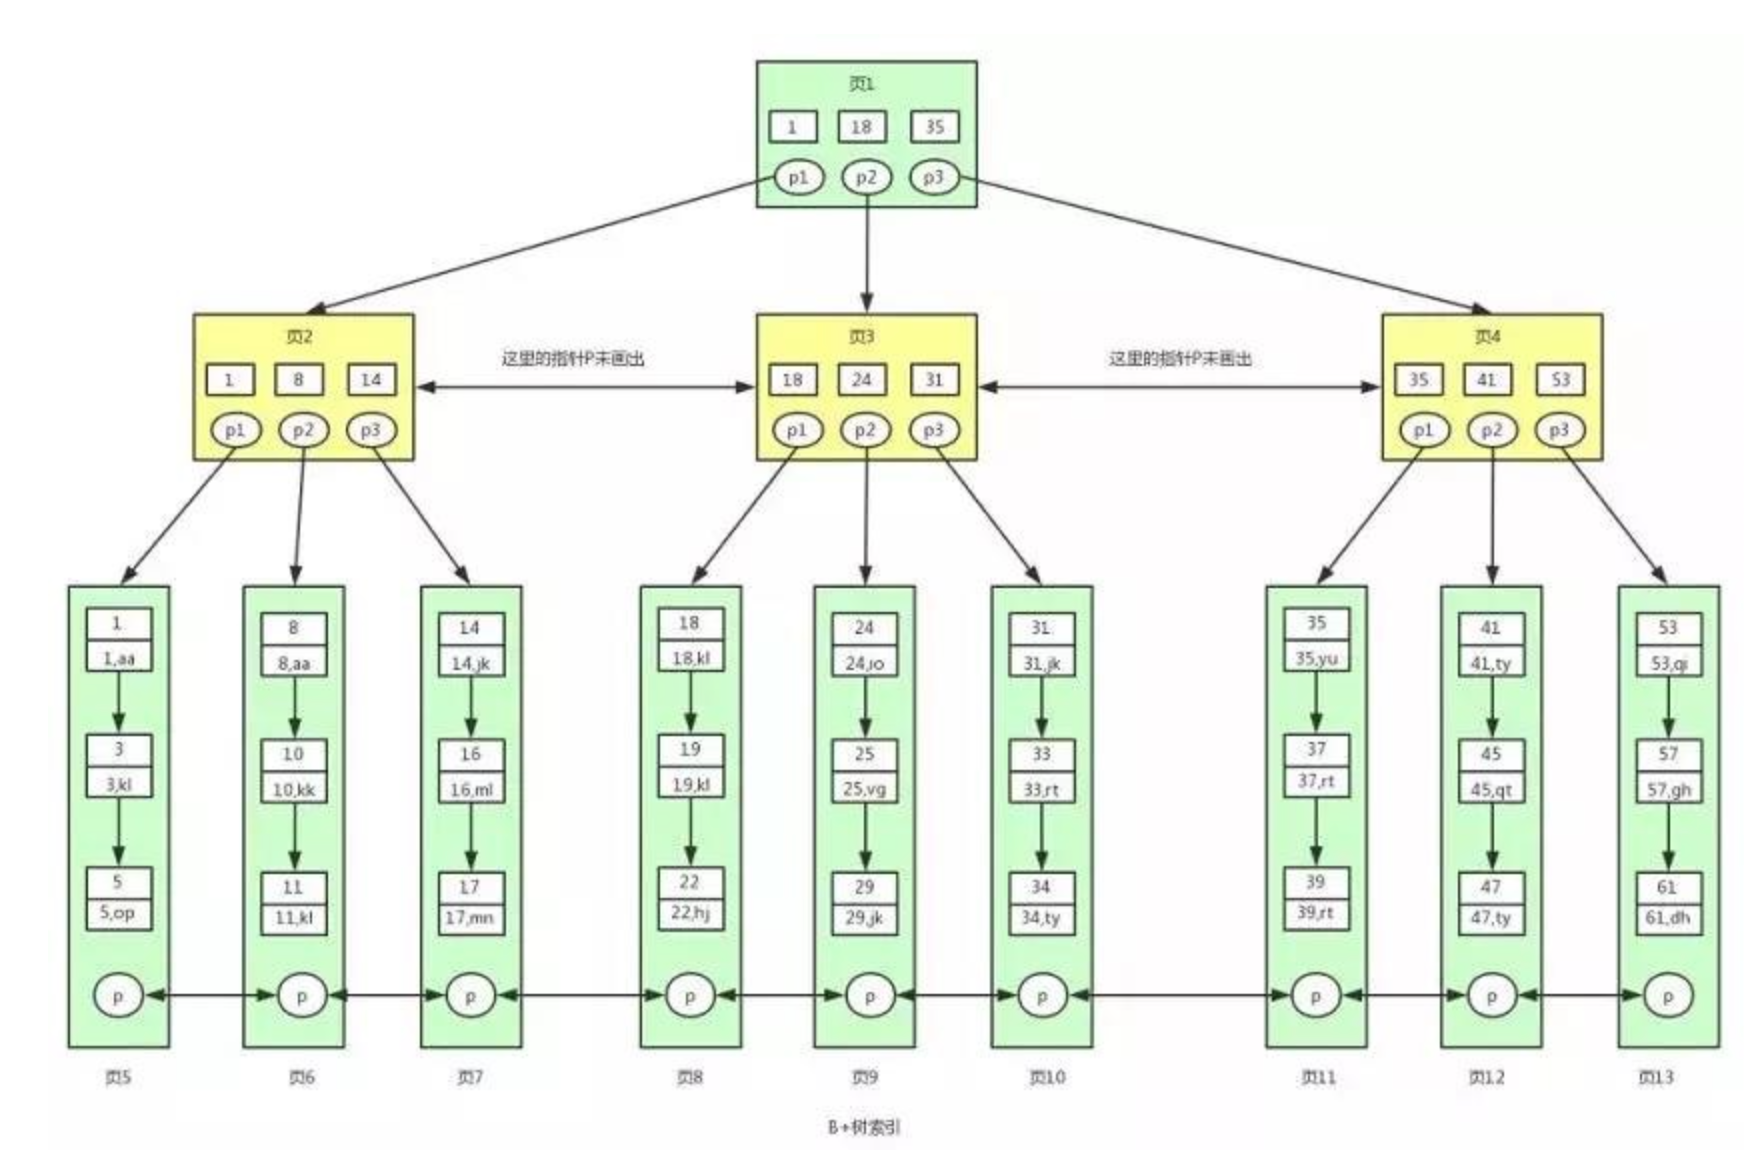 页1
1 18 35
p1 p2 p3
页2
1 8 14
p1 p2 p3
这里的指针P未画出
页3
18 24 31
p1 p2 p3
这里的指针P未画出
页4
35 41 53
p1 p2 p3
1
1,aa
3
3,kl
5
5,op
p
页5
8
8,aa
10
10,kk
11
11,kl
p
页6
14
14,jk
16
16,ml
17
17,mn
p
页7
18
18,kl
19
19,kl
22
22,hj
p
页8
24
24,io
25
25,vg
29
29,jk
p
页9
31
31,jk
33
33,rt
34
34,ty
p
页10
35
35,yu
37
37,rt
39
39,rt
p
页11
41
41,ty
45
45,qt
47
47,ty
p
页12
53
53,qi
57
57,gh
61
61,dh
p
页13
B+树索引